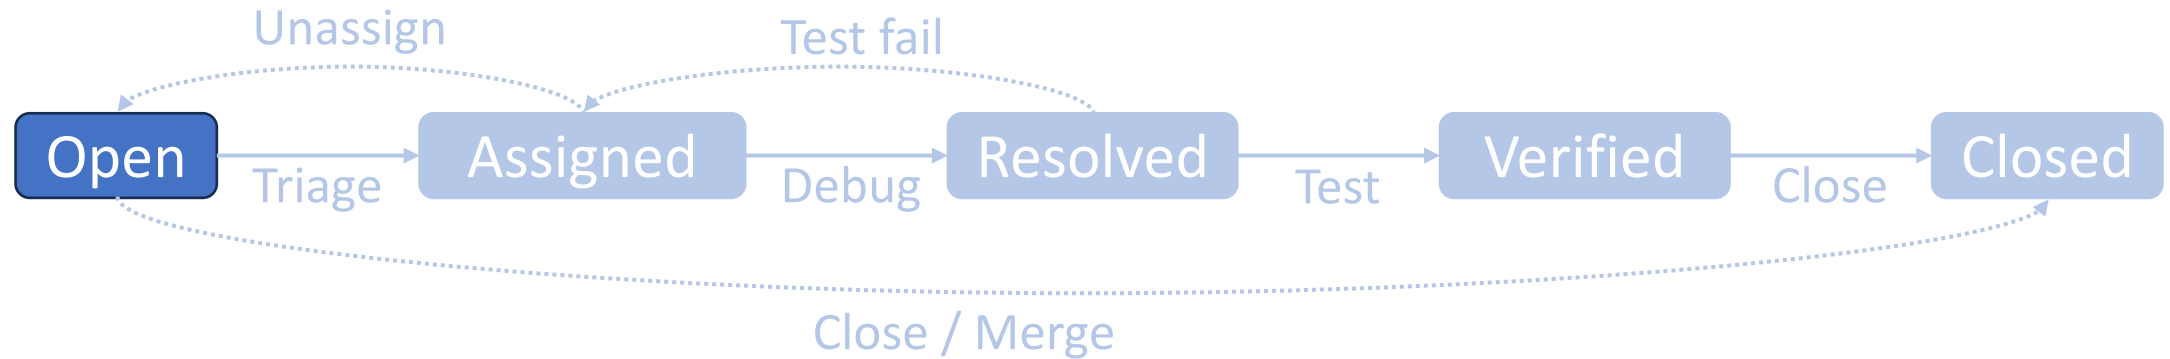 Unassign
Test fail
Open
Assigned
Resolved
Verified
Closed
Triage
Debug
Test
Close
Close / Merge